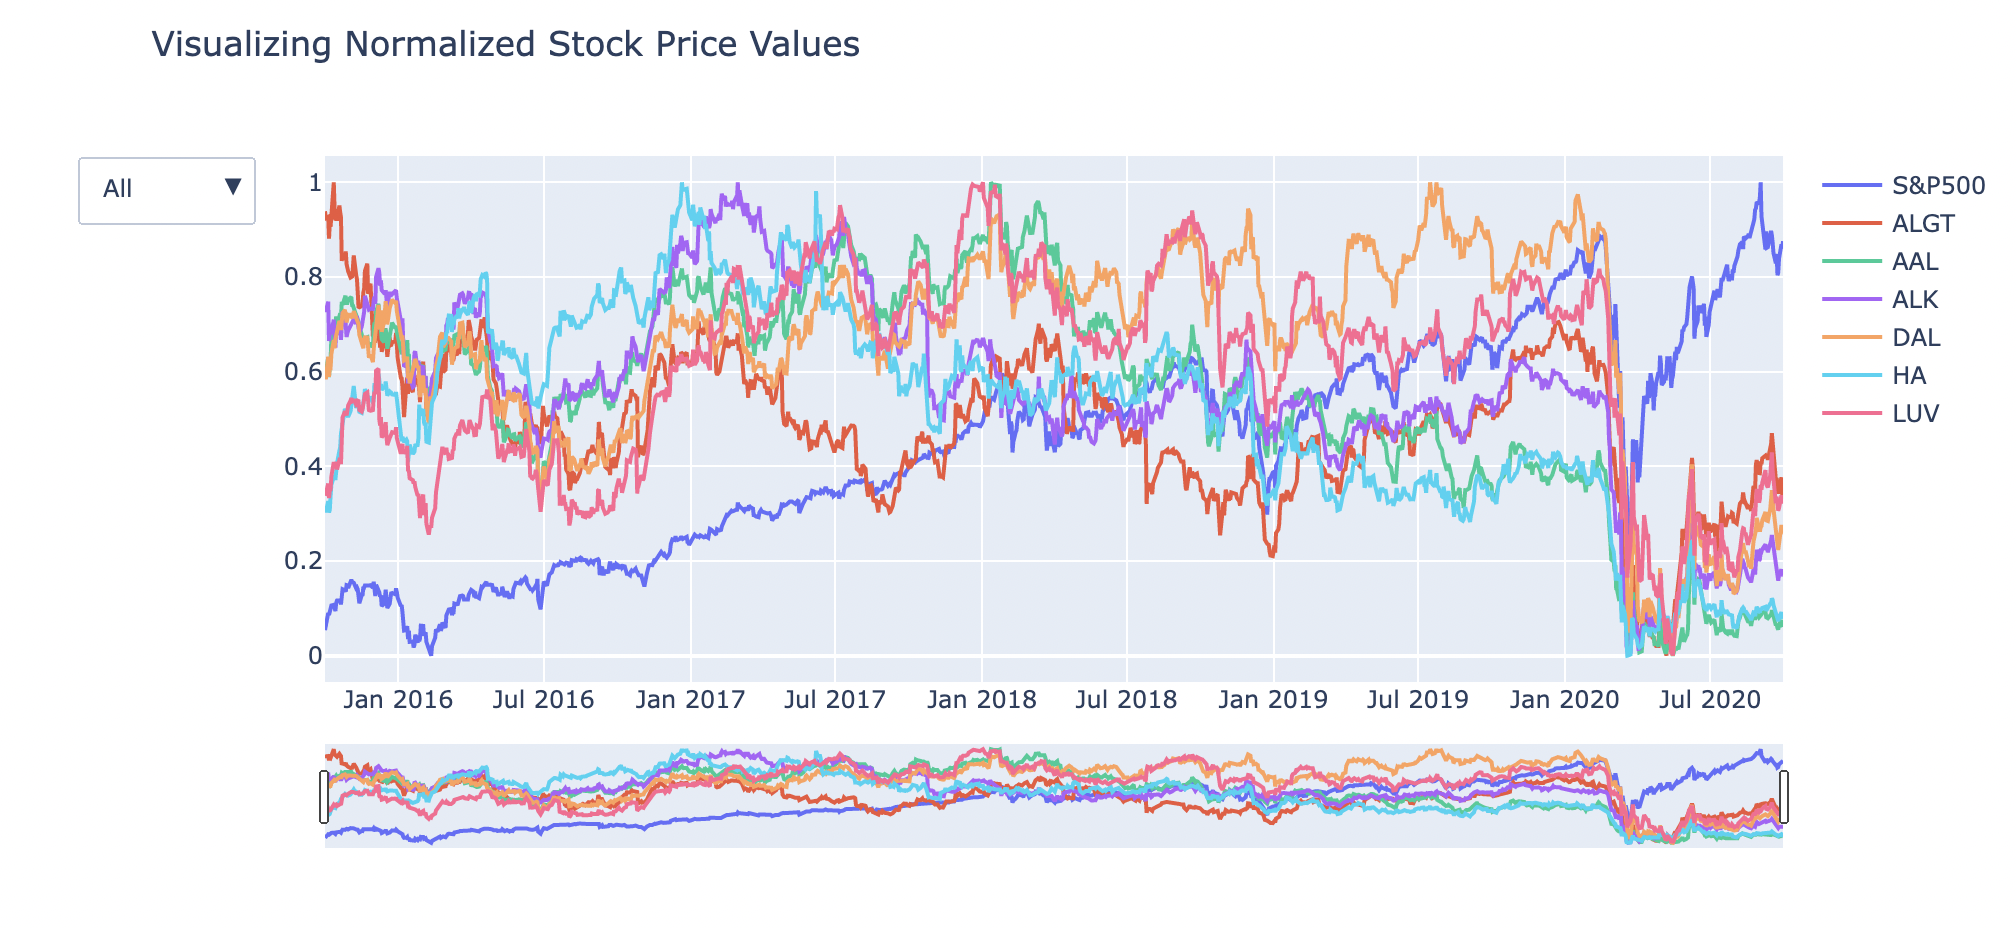 Visualizing Normalized Stock Price Values
All ▼
1
0.8
0.6
0.4
0.2
0
Jan 2016 Jul 2016 Jan 2017 Jul 2017 Jan 2018 Jul 2018 Jan 2019 Jul 2019 Jan 2020 Jul 2020
S&P500
ALGT
AAL
ALK
DAL
HA
LUV